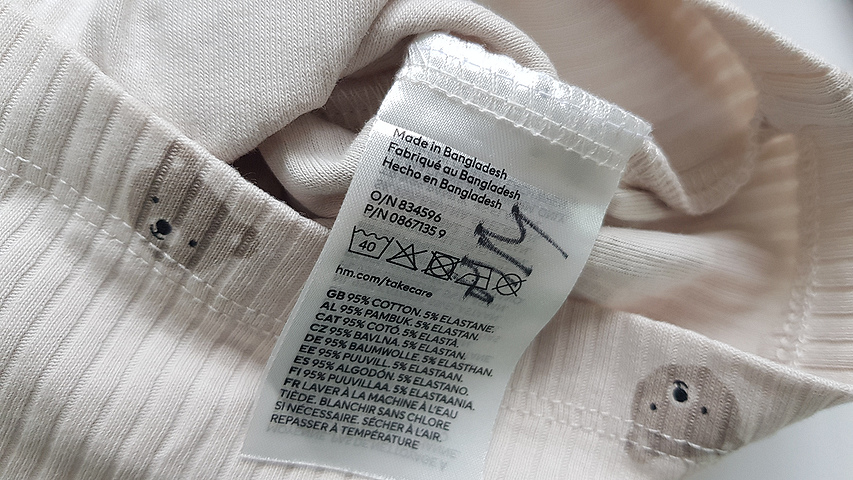 Made in Bangladesh
Fabriqué au Bangladesh
Hecho en Bangladesh
O/N 834596
P/N 0867135 9
40
hm.com/takecare
GB 95% COTTON. 5% ELASTANE.
AL 95% PAMBUK. 5% ELASTAN.
CAT 95% COTÓ. 5% ELASTÀ.
CZ 95% BAVLNA. 5% ELASTAN.
DE 95% BAUMWOLLE. 5% ELASTHAN.
EE 95% PUUVILL. 5% ELASTAAN.
ES 95% ALGODÓN. 5% ELASTANO.
FI 95% PUUVILLAA. 5% ELASTAANIA.
FR LAVER À LA MACHINE À L'EAU
TIÈDE. BLANCHIR SANS CHLORE
SI NÉCESSAIRE. SÉCHER À L'AIR.
REPASSER À TEMPÉRATURE